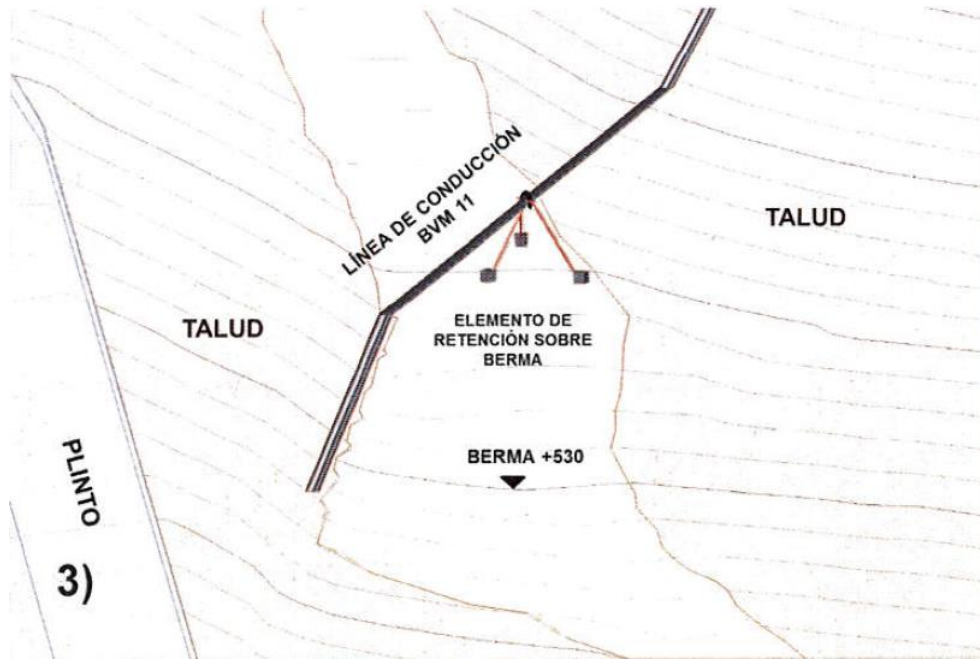 LÍNEA DE CONDUCCIÓN
BVM 11
TALUD
TALUD
ELEMENTO DE
RETENCIÓN SOBRE
BERMA
BERMA +530
PLINTO
3)